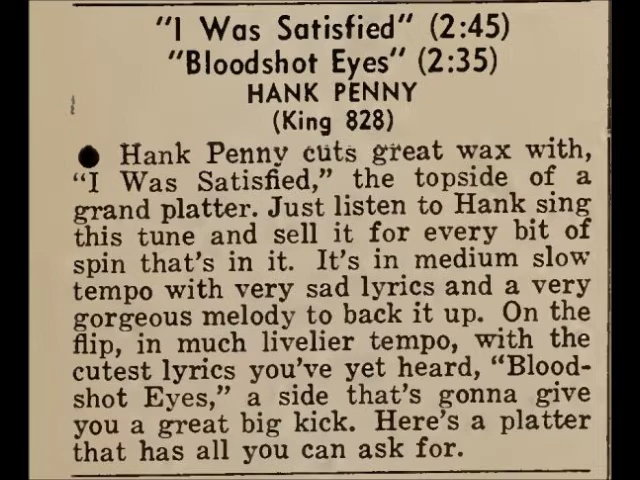 "I Was Satisfied" (2:45)
"Bloodshot Eyes" (2:35)
HANK PENNY
(King 828)
● Hank Penny cuts great wax with,
"I Was Satisfied," the topside of a
grand platter. Just listen to Hank sing
this tune and sell it for every bit of
spin that's in it. It's in medium slow
tempo with very sad lyrics and a very
gorgeous melody to back it up. On the
flip, in much livelier tempo, with the
cutest lyrics you've yet heard, "Blood-
shot Eyes," a side that's gonna give
you a great big kick. Here's a platter
that has all you can ask for.